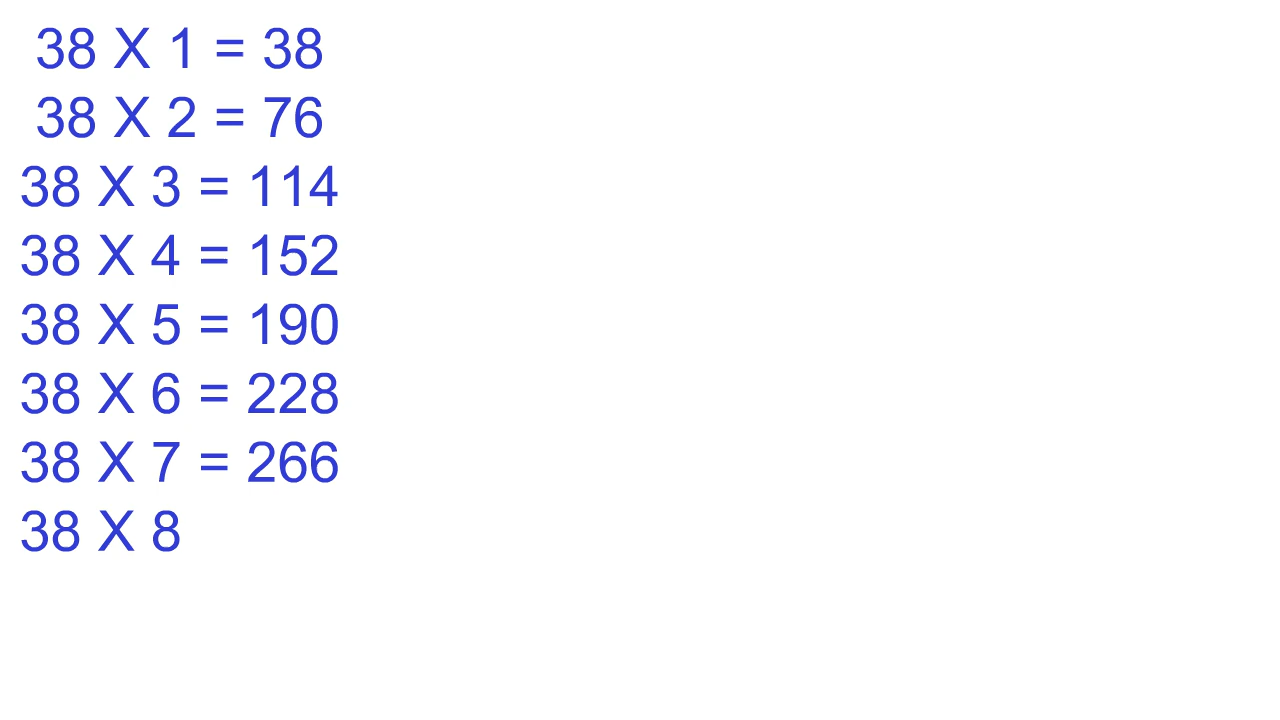 38 X 1 = 38
38 X 2 = 76
38 X 3 = 114
38 X 4 = 152
38 X 5 = 190
38 X 6 = 228
38 X 7 = 266
38 X 8